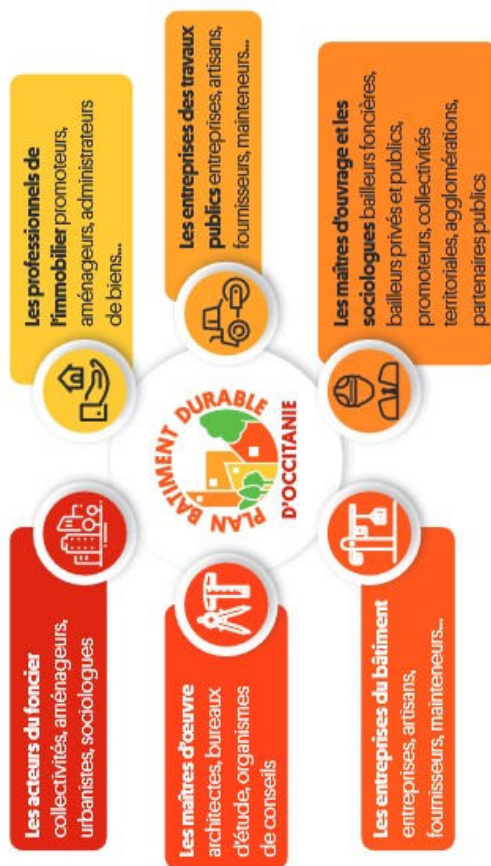 Les acteurs du foncier
collectivités, aménageurs,
urbanistes, sociologues
Les professionnels de
l'immobilier promoteurs,
aménageurs, administrateurs
de biens...
Les maîtres d'œuvre
architectes, bureaux
d'étude, organismes
de conseils
PLAN BÂTIMENT DURABLE
D'OCCITANIE
Les entreprises des travaux
publics entreprises, artisans,
fournisseurs, mainteneurs...
Les entreprises du bâtiment
entreprises, artisans,
fournisseurs, mainteneurs...
Les maîtres d'ouvrage et les
sociologues bailleurs foncières,
bailleurs privés et publics,
promoteurs, collectivités
territoriales, agglomérations,
partenaires publics